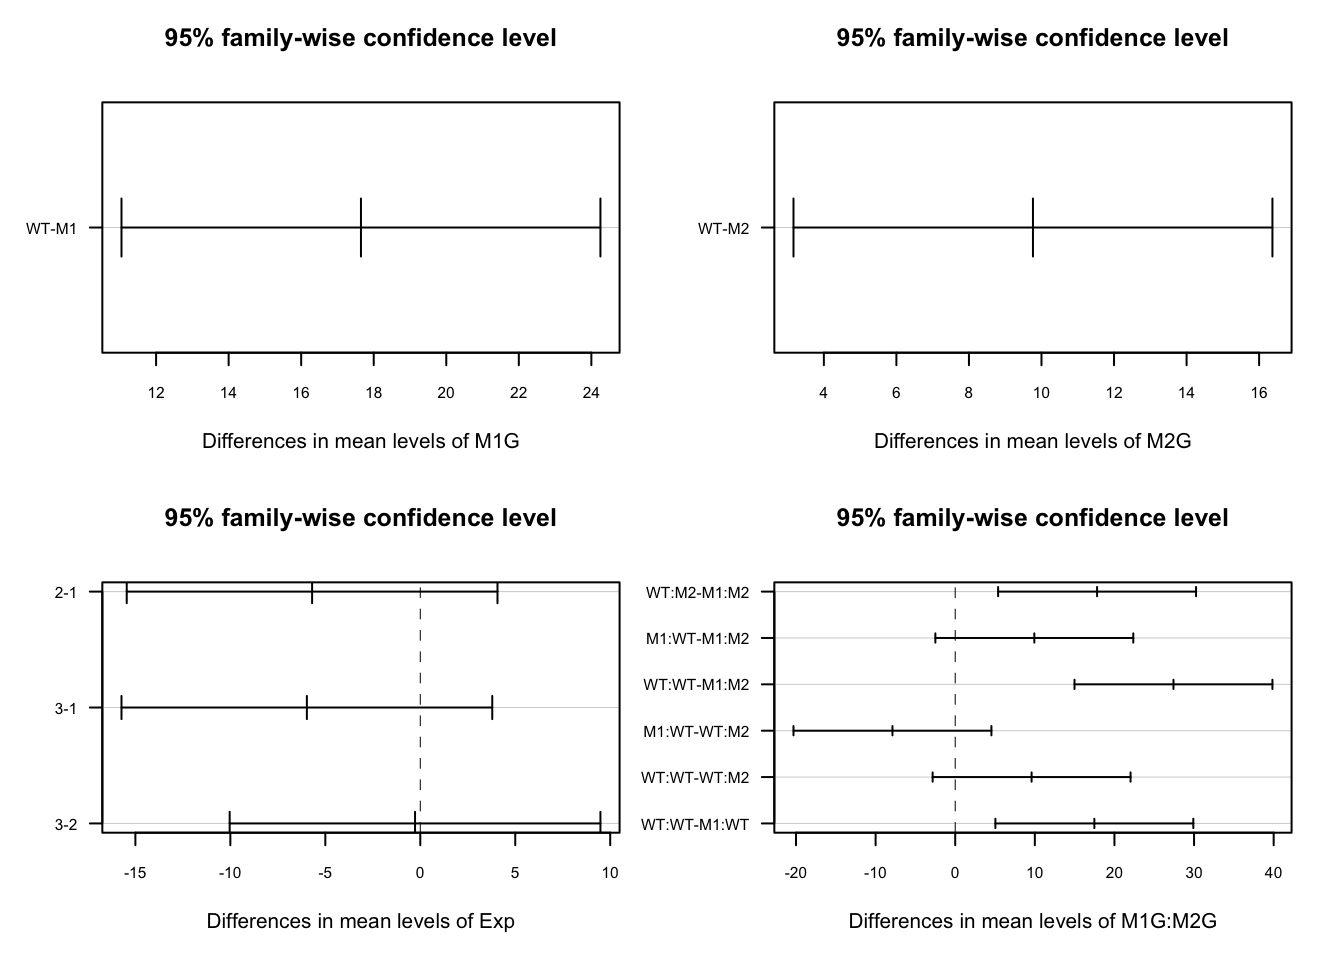 95% family-wise confidence level
WT-M1
12 14 16 18 20 22 24
Differences in mean levels of M1G
95% family-wise confidence level
WT-M2
4 6 8 10 12 14 16
Differences in mean levels of M2G
95% family-wise confidence level
2-1
3-1
3-2
-15 -10 -5 0 5 10
Differences in mean levels of Exp
95% family-wise confidence level
WT:M2-M1:M2
M1:WT-M1:M2
WT:WT-M1:M2
M1:WT-WT:M2
WT:WT-WT:M2
WT:WT-M1:WT
-20 -10 0 10 20 30 40
Differences in mean levels of M1G:M2G